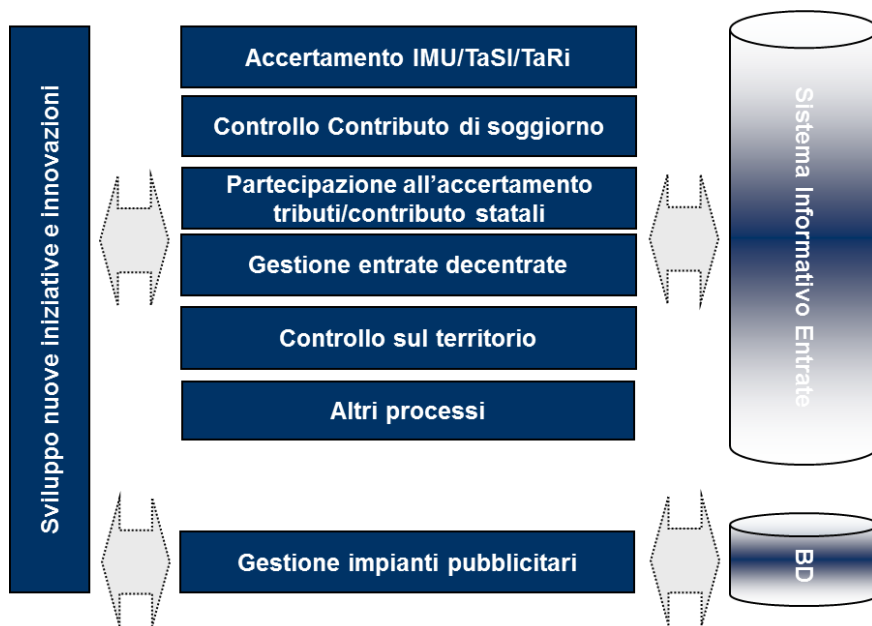 Sviluppo nuove iniziative e innovazioni
Accertamento IMU/TaSI/TaRi
Controllo Contributo di soggiorno
Partecipazione all’accertamento
tributi/contributo statali
Gestione entrate decentrate
Controllo sul territorio
Altri processi
Gestione impianti pubblicitari
Sistema Informativo Entrate
BD